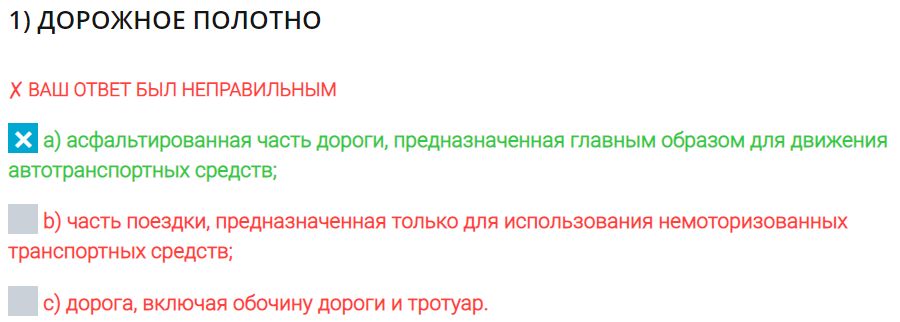 1) ДОРОЖНОЕ ПОЛОТНО
✗ ВАШ ОТВЕТ БЫЛ НЕПРАВИЛЬНЫМ
a) асфальтированная часть дороги, предназначенная главным образом для движения
автотранспортных средств;
b) часть поездки, предназначенная только для использования немоторизованных
транспортных средств;
c) дорога, включая обочину дороги и тротуар.